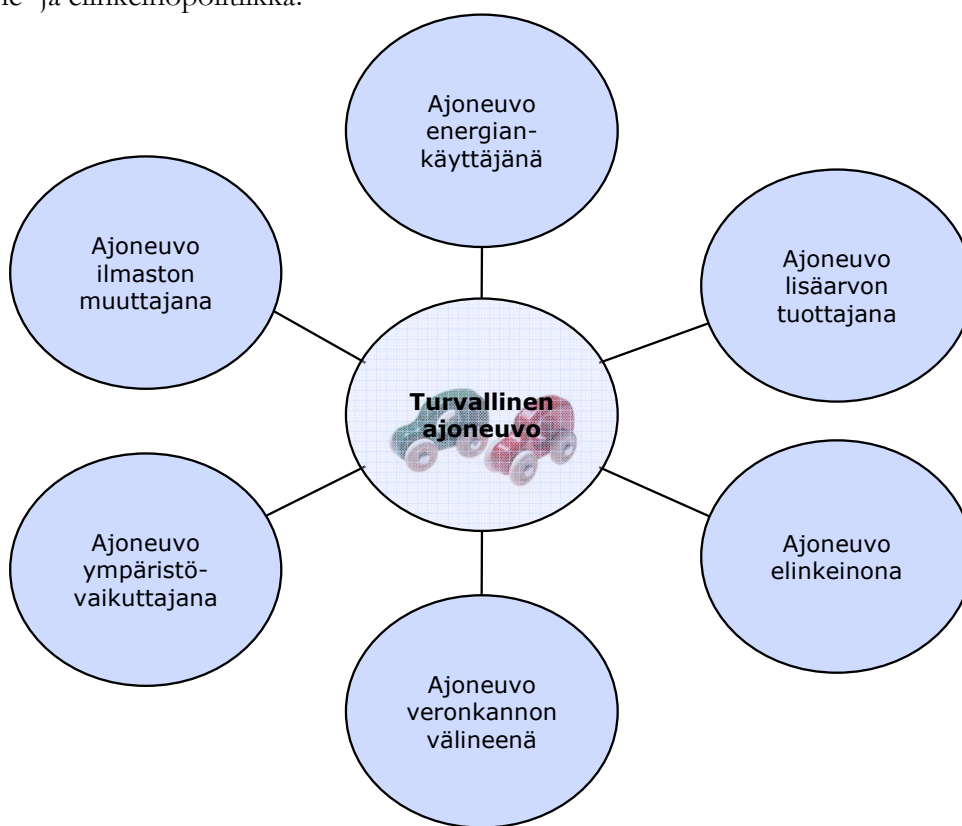 ja elinkeinopolitiikka.
Ajoneuvo
energian-
käyttäjänä
Ajoneuvo
ilmaston
muuttajana
Ajoneuvo
lisäarvon
tuottajana
Turvallinen
ajoneuvo
Ajoneuvo
ympäristö-
vaikuttajana
Ajoneuvo
elinkeinona
Ajoneuvo
veronkannon
välineenä